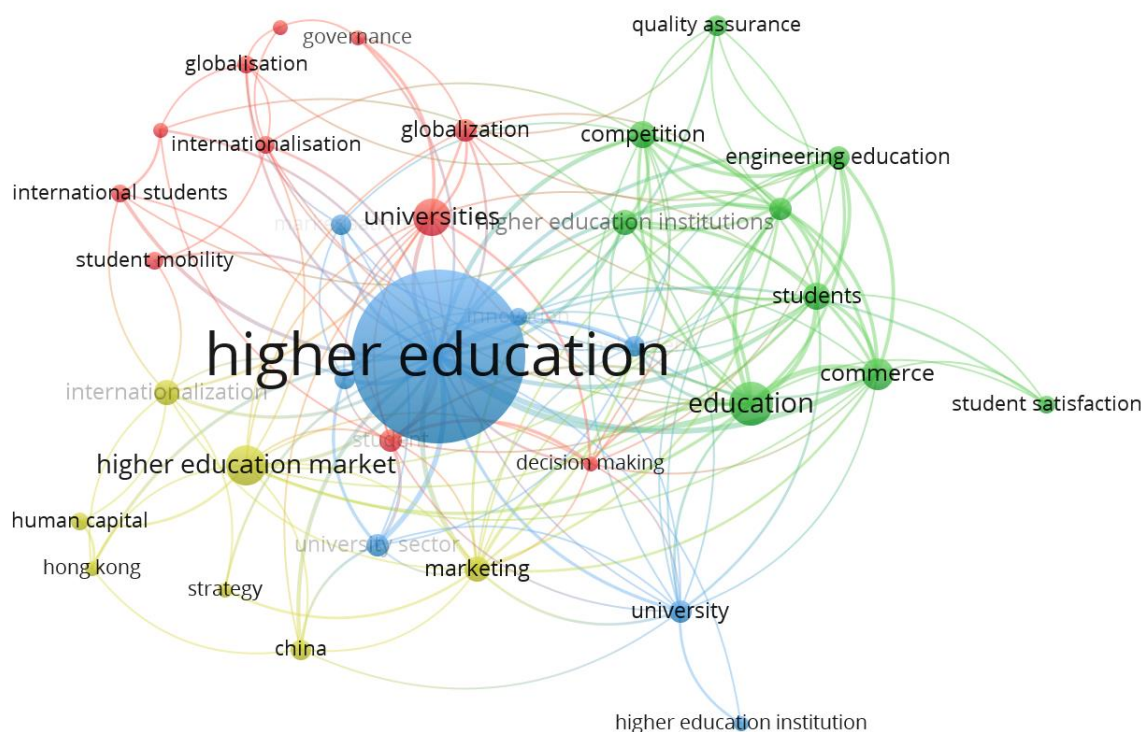 quality assurance
governance
globalisation
globalization
competition
internationalisation
engineering education
international students
universities
higher education institutions
student mobility
students
innovation
higher education
commerce
internationalization
education
student satisfaction
student
higher education market
decision making
human capital
university sector
hong kong
marketing
strategy
university
china
higher education institution